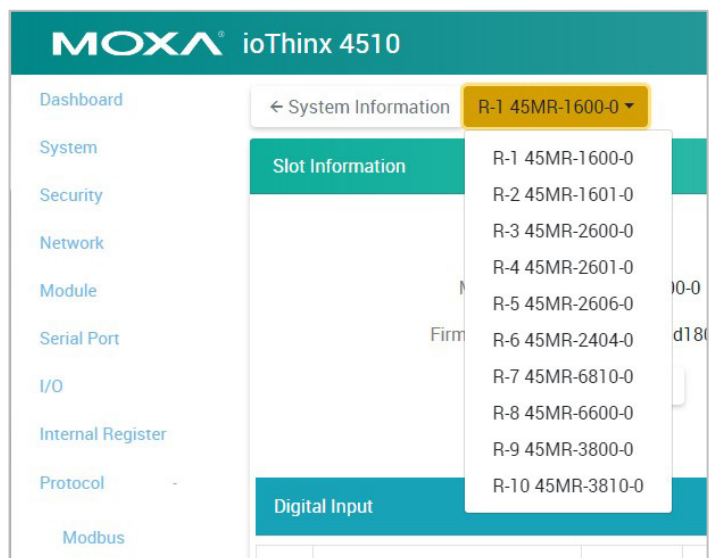 MOXA® ioThinx 4510
Dashboard
System
Security
Network
Module
Serial Port
I/O
Internal Register
Protocol -
Modbus
← System Information
R-1 45MR-1600-0
Slot Information
R-1 45MR-1600-0
R-2 45MR-1601-0
R-3 45MR-2600-0
R-4 45MR-2601-0
R-5 45MR-2606-0
R-6 45MR-2404-0
R-7 45MR-6810-0
R-8 45MR-6600-0
R-9 45MR-3800-0
R-10 45MR-3810-0
Digital Input